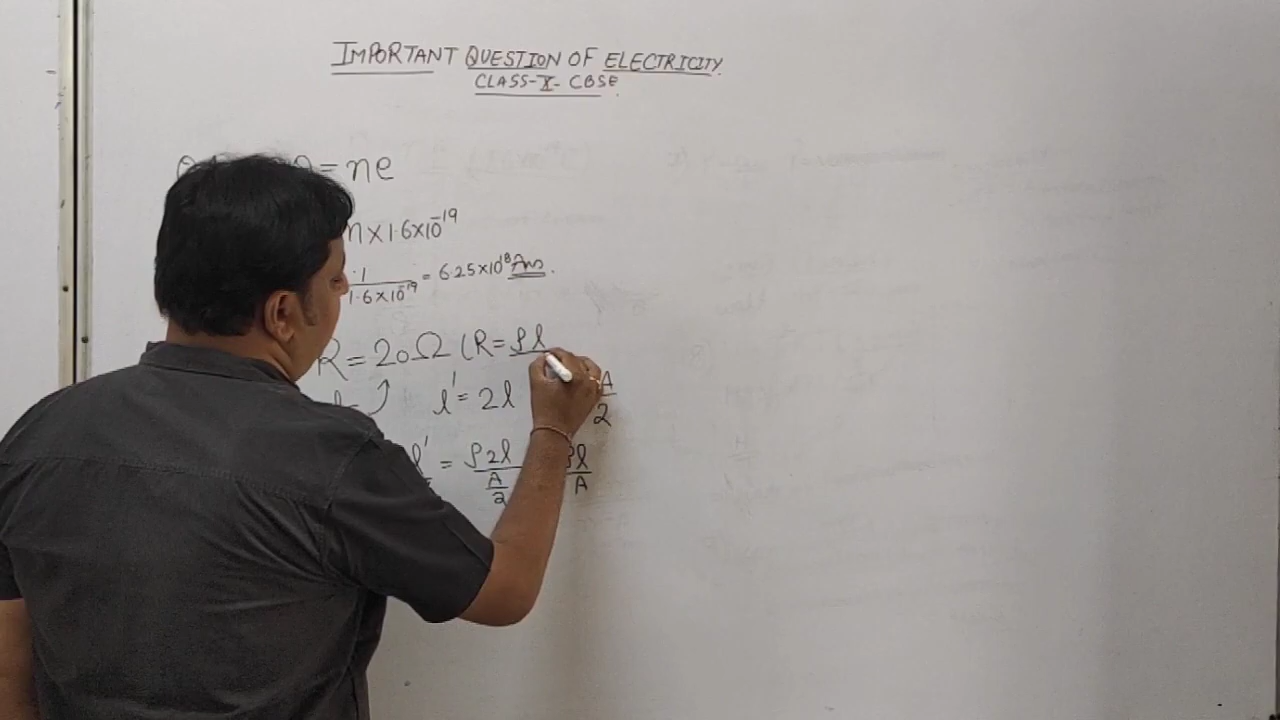 IMPORTANT QUESTION OF ELECTRICITY.
CLASS-X- CBSE.
= ne
n×1.6×10⁻¹⁹
1/1.6×10⁻¹⁹ = 6.25×10¹⁸ Ans.
R = 20Ω (R = ρl
l' = 2l A/2
l' = ρ2l/(A/2) ρl/A